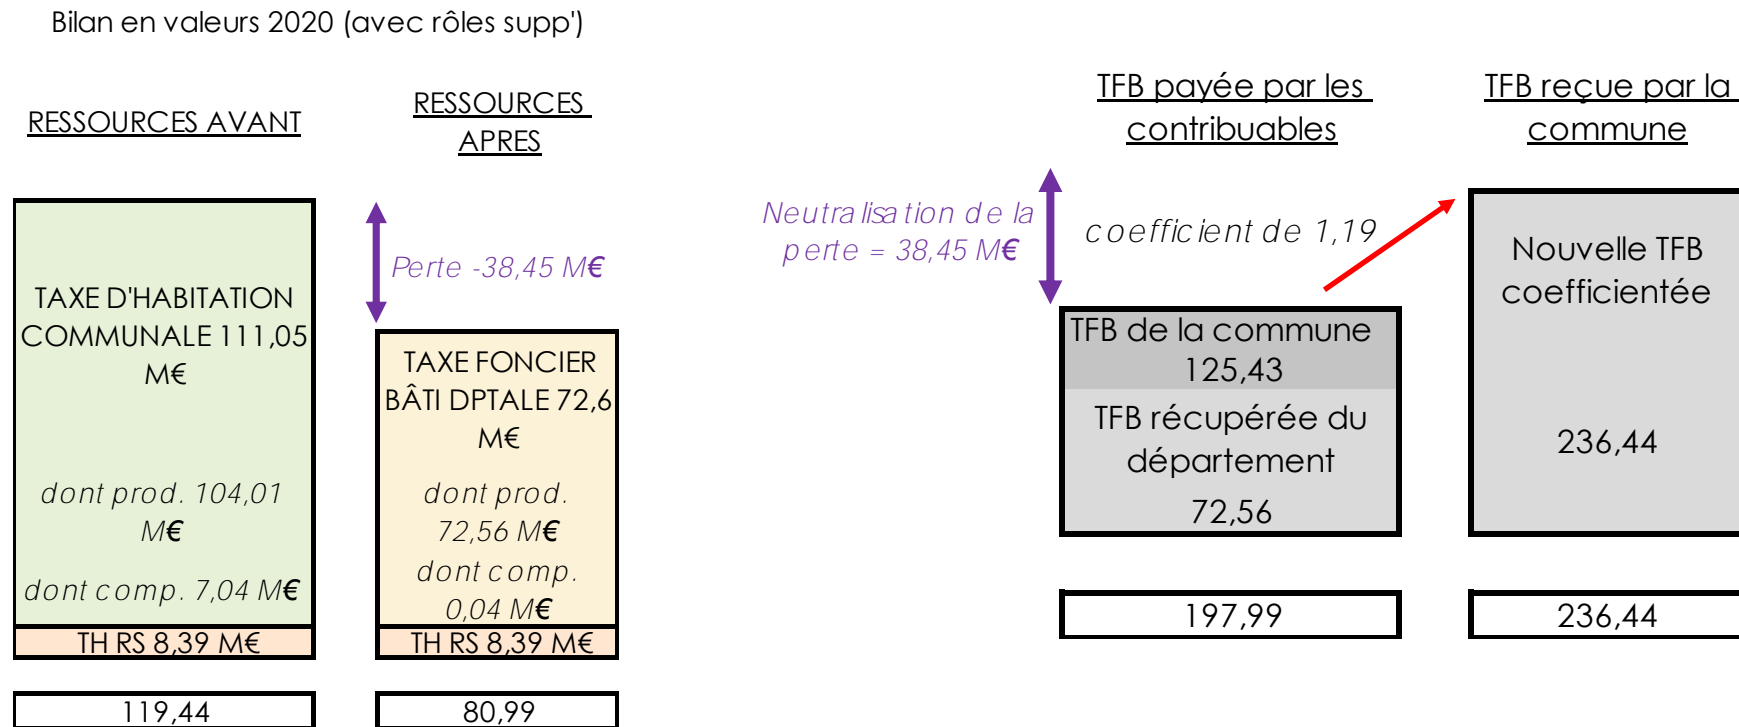 Bilan en valeurs 2020 (avec rôles supp')
RESSOURCES AVANT
TAXE D'HABITATION
COMMUNALE 111,05
M€
dont prod. 104,01
M€
dont comp. 7,04 M€
TH RS 8,39 M€
119,44
RESSOURCES
APRES
Perte -38,45 M€
TAXE FONCIER
BÂTI DPTALE 72,6
M€
dont prod.
72,56 M€
dont comp.
0,04 M€
TH RS 8,39 M€
80,99
Neutralisation de la
perte = 38,45 M€
TFB payée par les
contribuables
coefficient de 1,19
TFB de la commune
125,43
TFB récupérée du
département
72,56
197,99
TFB reçue par la
commune
Nouvelle TFB
coefficientée
236,44
236,44